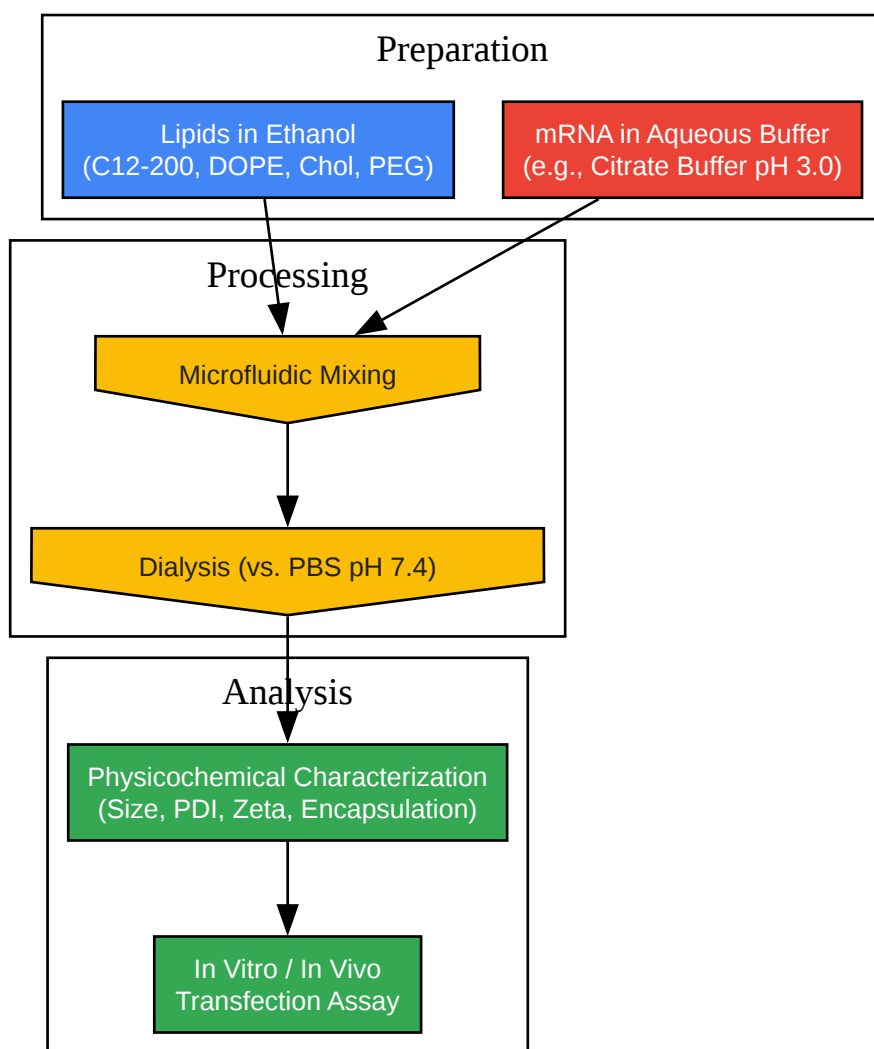 Preparation
Lipids in Ethanol
(C12-200, DOPE, Chol, PEG)
mRNA in Aqueous Buffer
(e.g., Citrate Buffer pH 3.0)
Processing
Microfluidic Mixing
Dialysis (vs. PBS pH 7.4)
Analysis
Physicochemical Characterization
(Size, PDI, Zeta, Encapsulation)
In Vitro / In Vivo
Transfection Assay